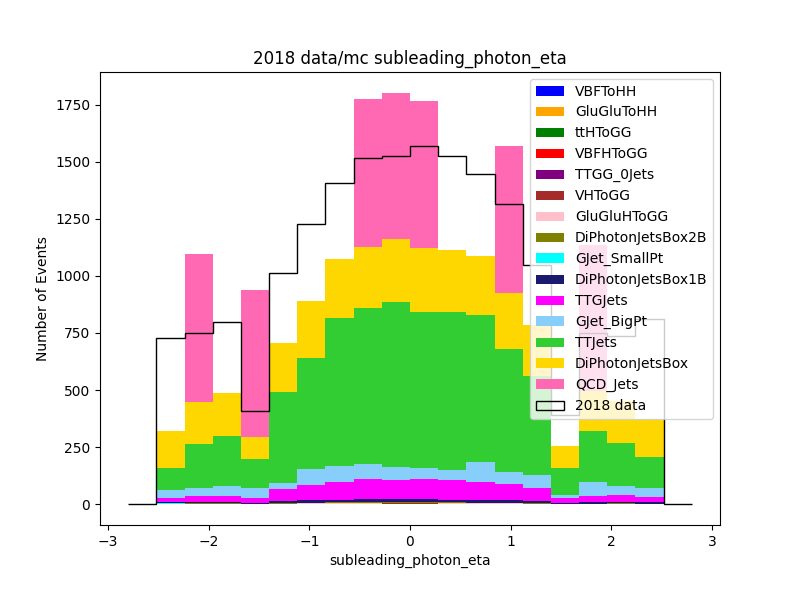 2018 data/mc subleading_photon_eta
Number of Events
1750
1500
1250
1000
750
500
250
0
−3
−2
−1
0
1
2
3
subleading_photon_eta
VBFToHH
GluGluToHH
ttHToGG
VBFHToGG
TTGG_0Jets
VHToGG
GluGluHToGG
DiPhotonJetsBox2B
GJet_SmallPt
DiPhotonJetsBox1B
TTGJets
GJet_BigPt
TTJets
DiPhotonJetsBox
QCD_Jets
2018 data